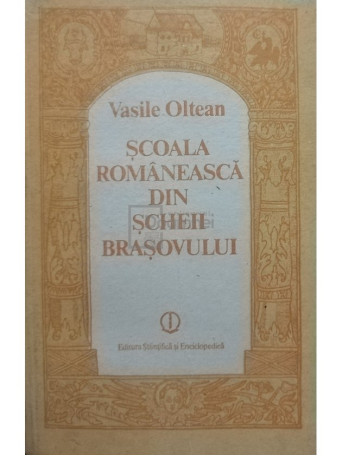 Vasile Oltean
ȘCOALA
ROMÂNEASCĂ
DIN
ȘCHEII
BRAȘOVULUI
Editura Științifică și Enciclopedică